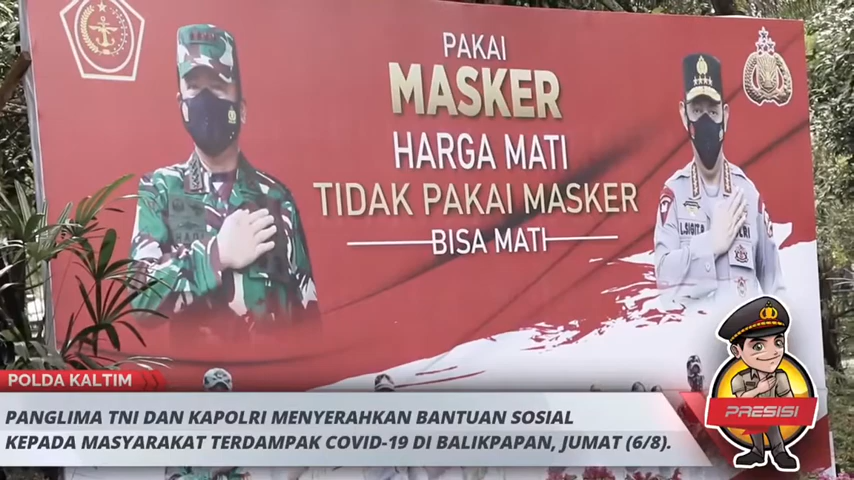 PAKAI
MASKER
HARGA MATI
TIDAK PAKAI MASKER
BISA MATI
POLDA KALTIM
PANGLIMA TNI DAN KAPOLRI MENYERAHKAN BANTUAN SOSIAL
KEPADA MASYARAKAT TERDAMPAK COVID-19 DI BALIKPAPAN, JUMAT (6/8).
PRESISI